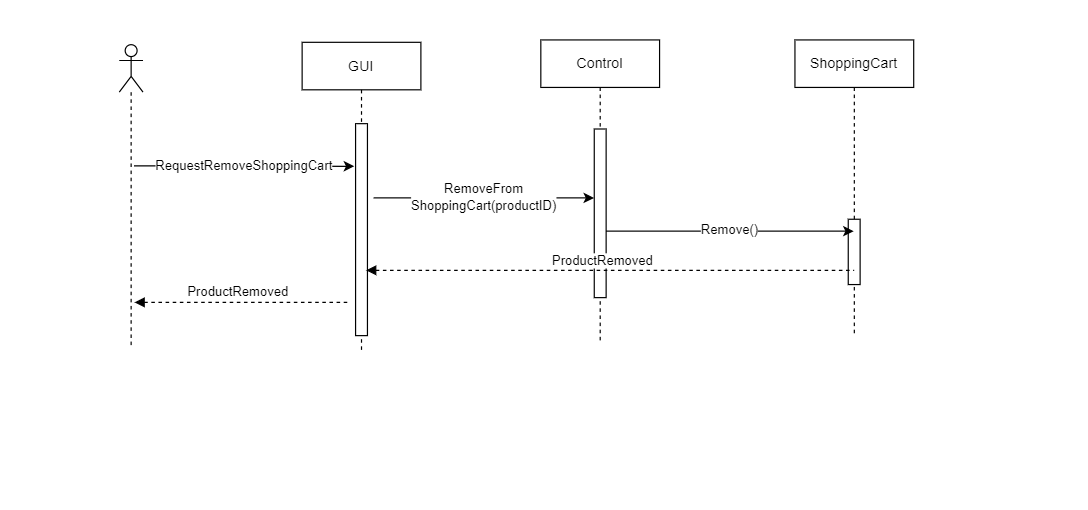 GUI
Control
ShoppingCart
RequestRemoveShoppingCart
RemoveFrom
ShoppingCart(productID)
Remove()
ProductRemoved
ProductRemoved